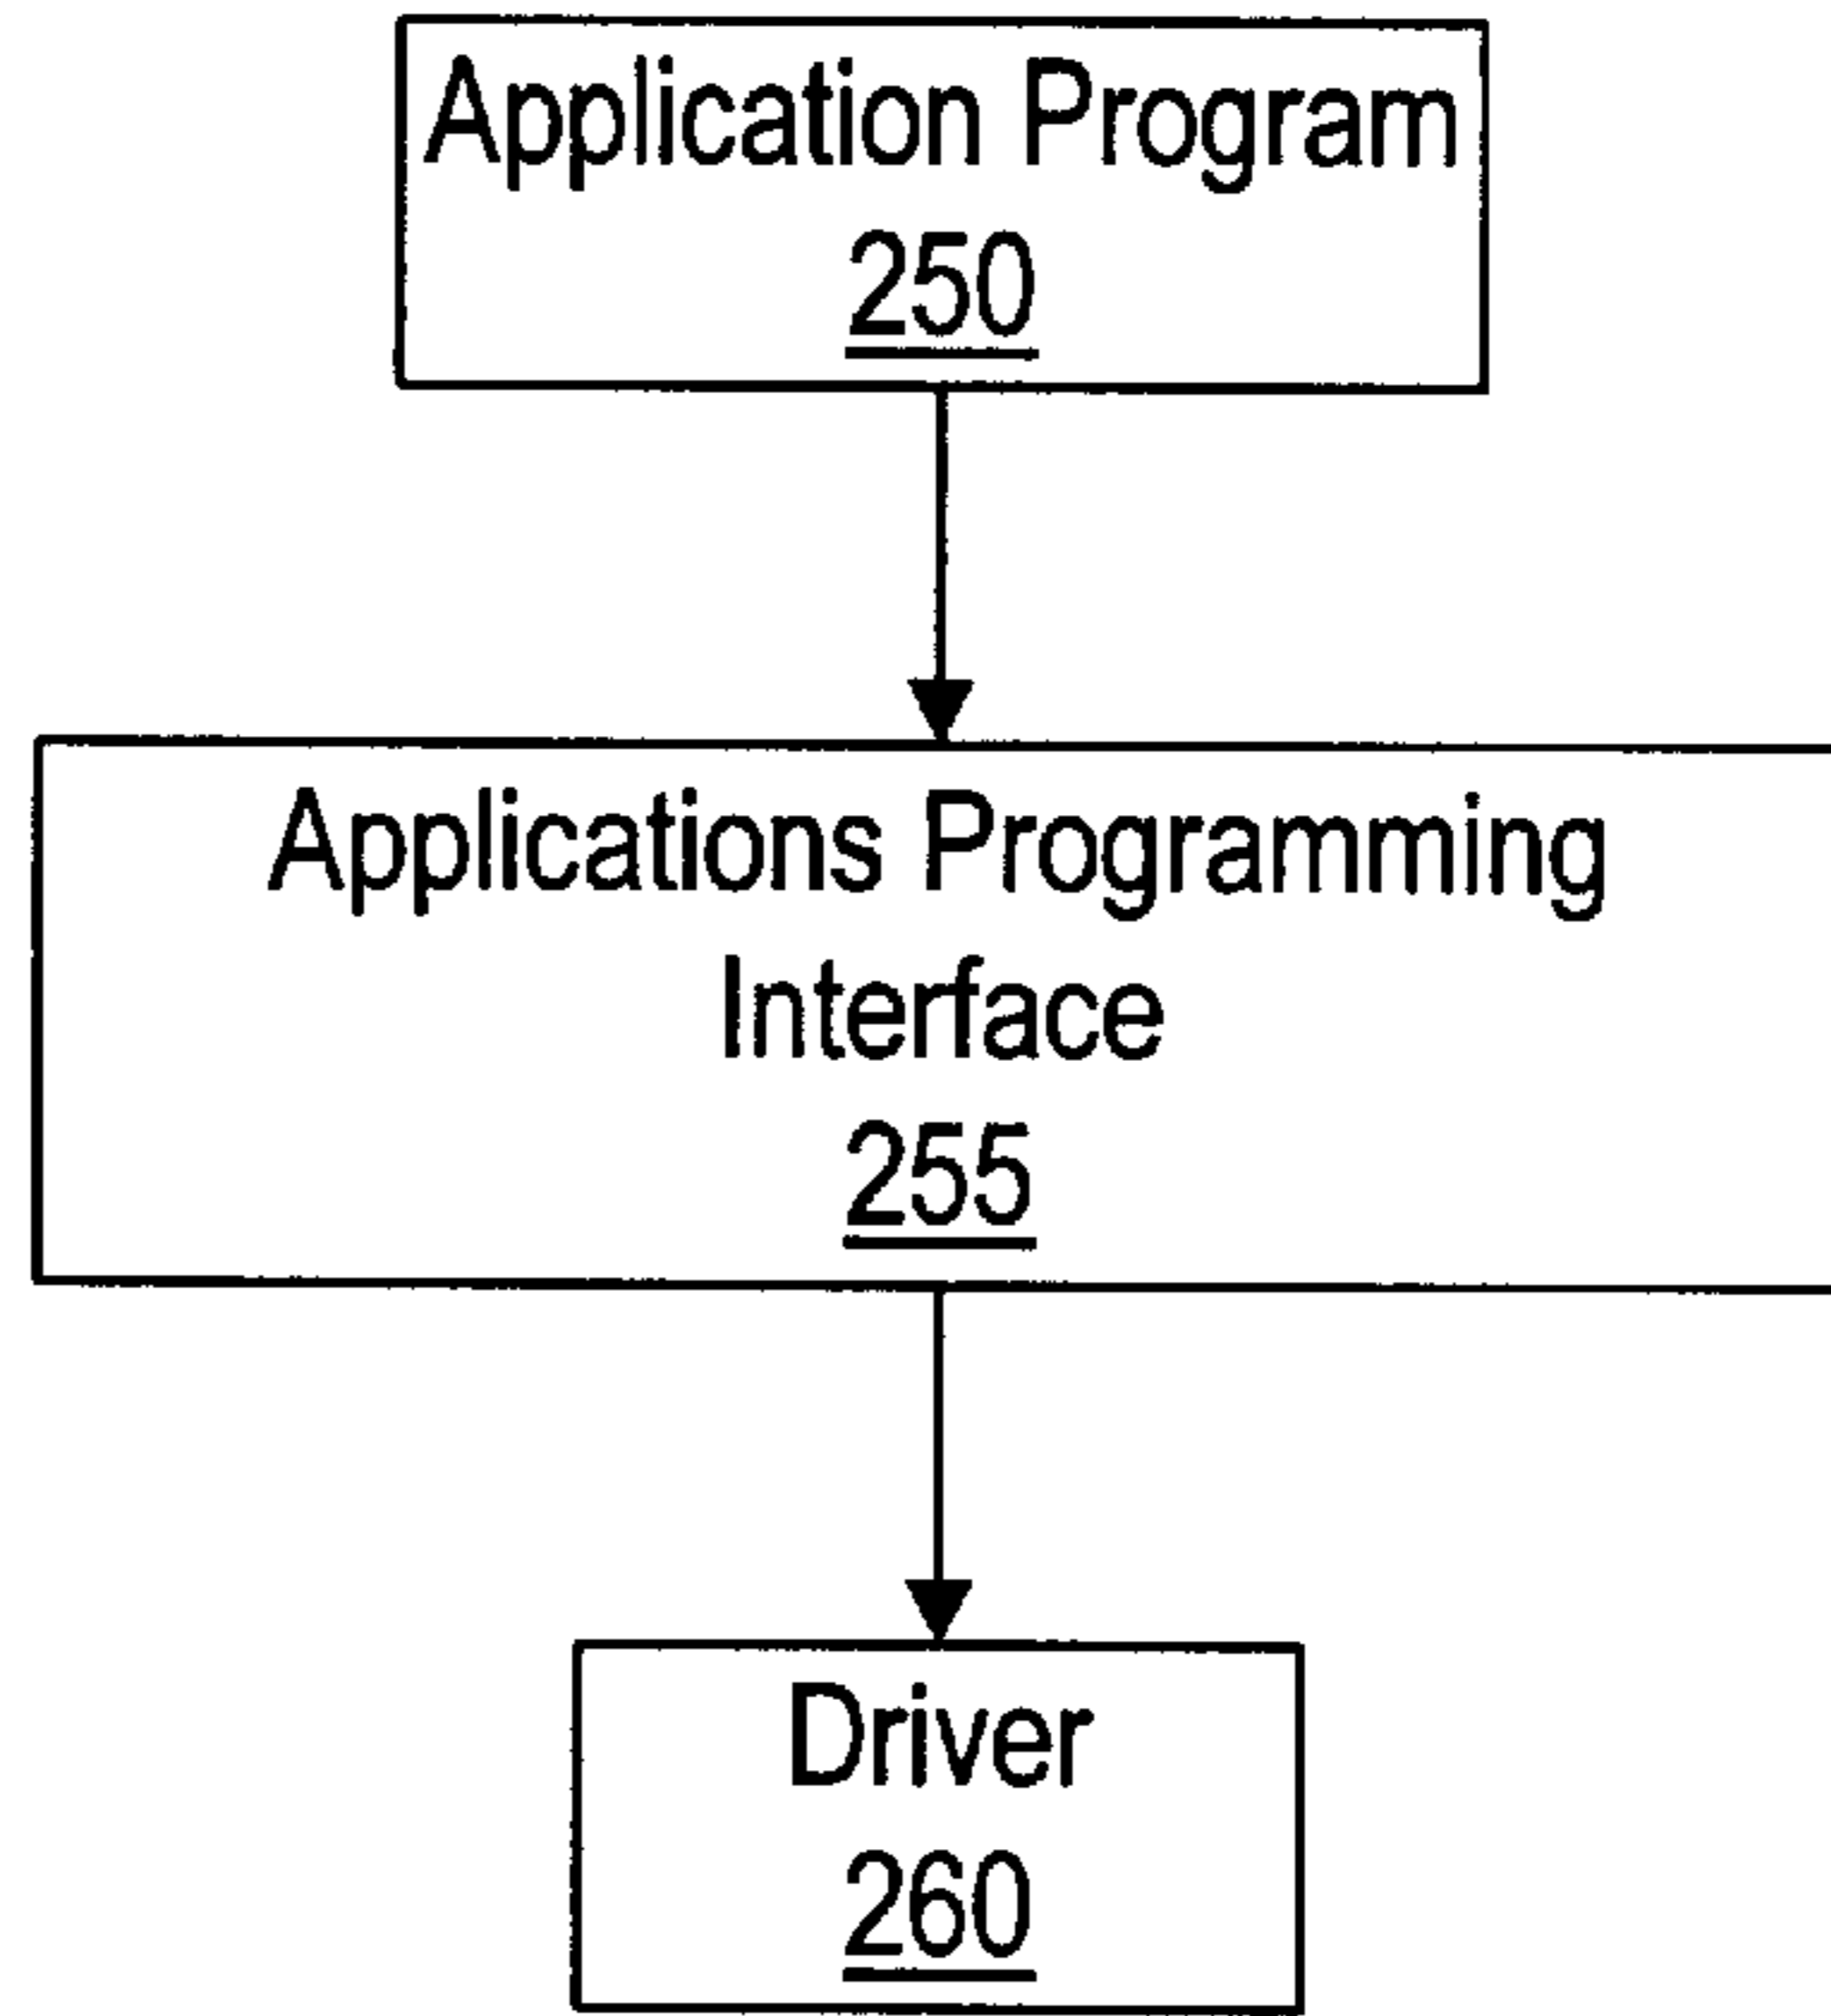 Application Program
250
Applications Programming
Interface
255
Driver
260